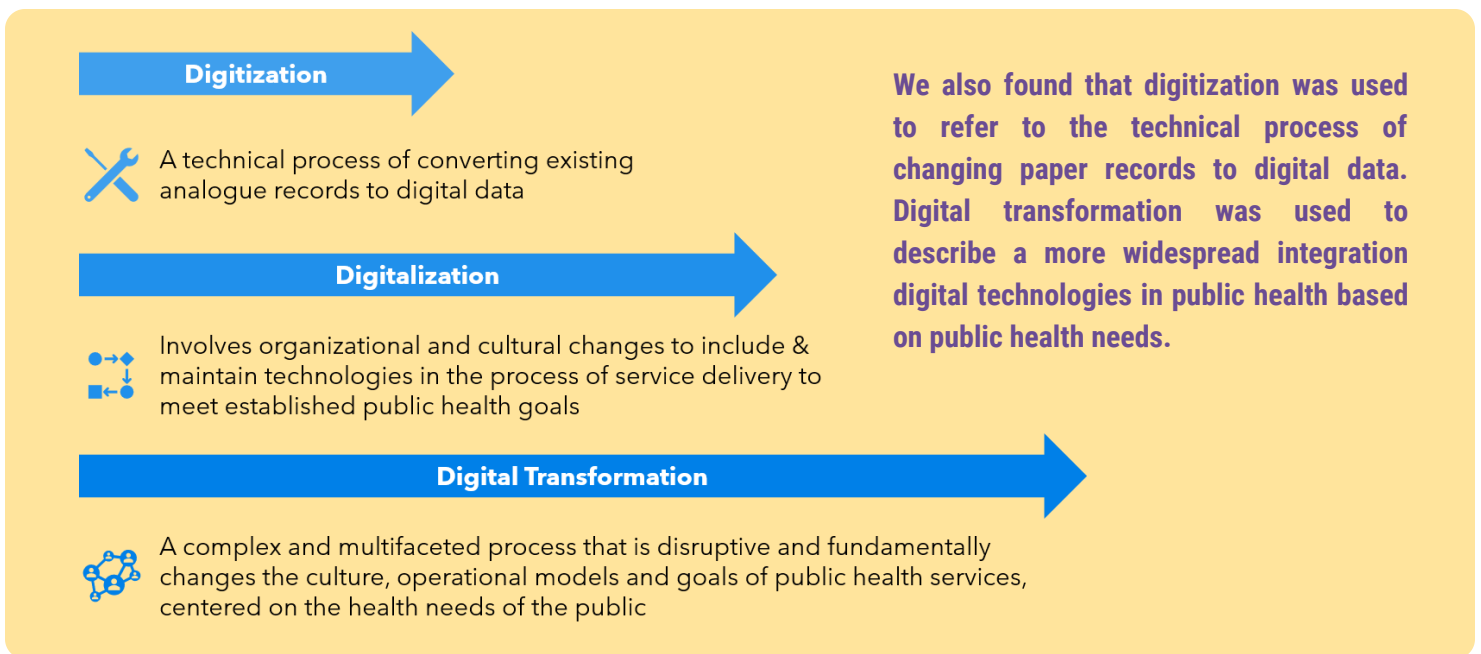 Digitization
A technical process of converting existing
analogue records to digital data
Digitalization
Involves organizational and cultural changes to include &
maintain technologies in the process of service delivery to
meet established public health goals
Digital Transformation
A complex and multifaceted process that is disruptive and fundamentally
changes the culture, operational models and goals of public health services,
centered on the health needs of the public
We also found that digitization was used
to refer to the technical process of
changing paper records to digital data.
Digital transformation was used to
describe a more widespread integration
digital technologies in public health based
on public health needs.